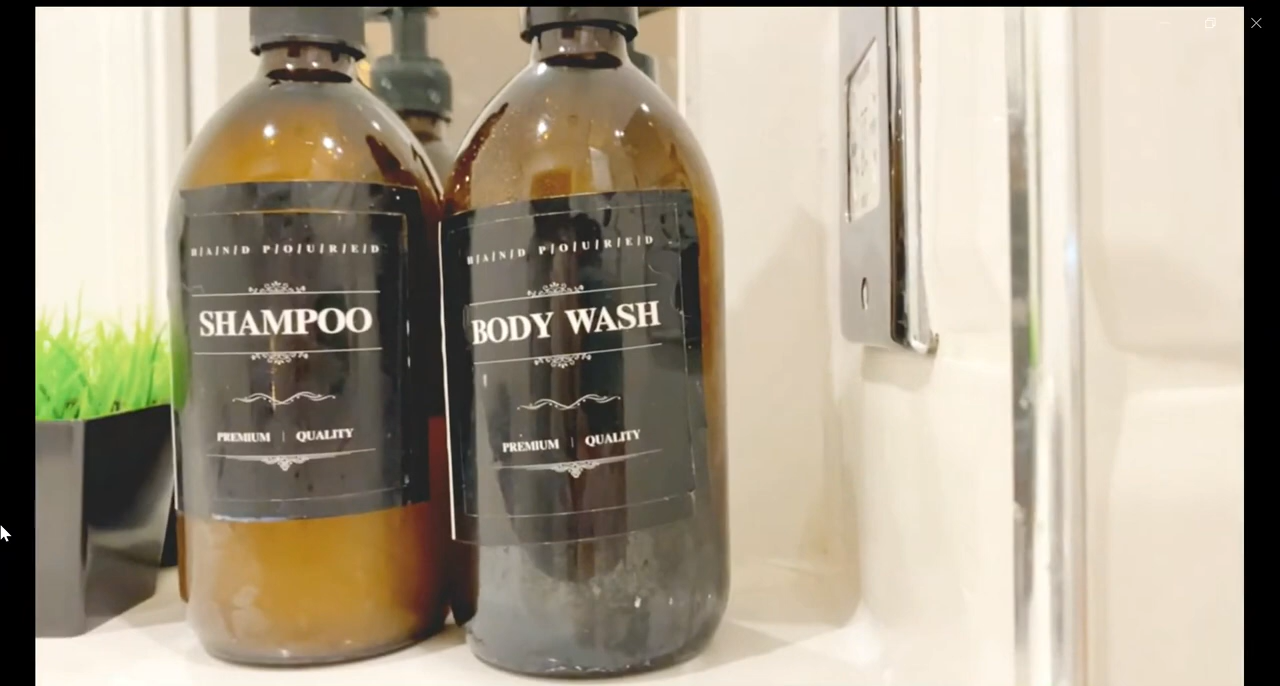 H|A|N|D P|O|U|R|E|D
SHAMPOO
PREMIUM | QUALITY
H|A|N|D P|O|U|R|E|D
BODY WASH
PREMIUM | QUALITY